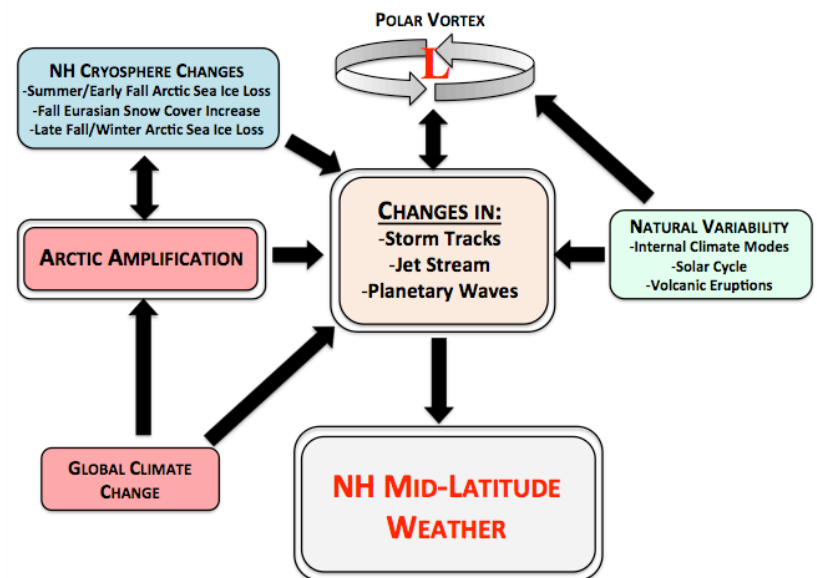 POLAR VORTEX
L
NH CRYOSPHERE CHANGES
-Summer/Early Fall Arctic Sea Ice Loss
-Fall Eurasian Snow Cover Increase
-Late Fall/Winter Arctic Sea Ice Loss
CHANGES IN:
-Storm Tracks
-Jet Stream
-Planetary Waves
NATURAL VARIABILITY
-Internal Climate Modes
-Solar Cycle
-Volcanic Eruptions
ARCTIC AMPLIFICATION
GLOBAL CLIMATE
CHANGE
NH MID-LATITUDE
WEATHER